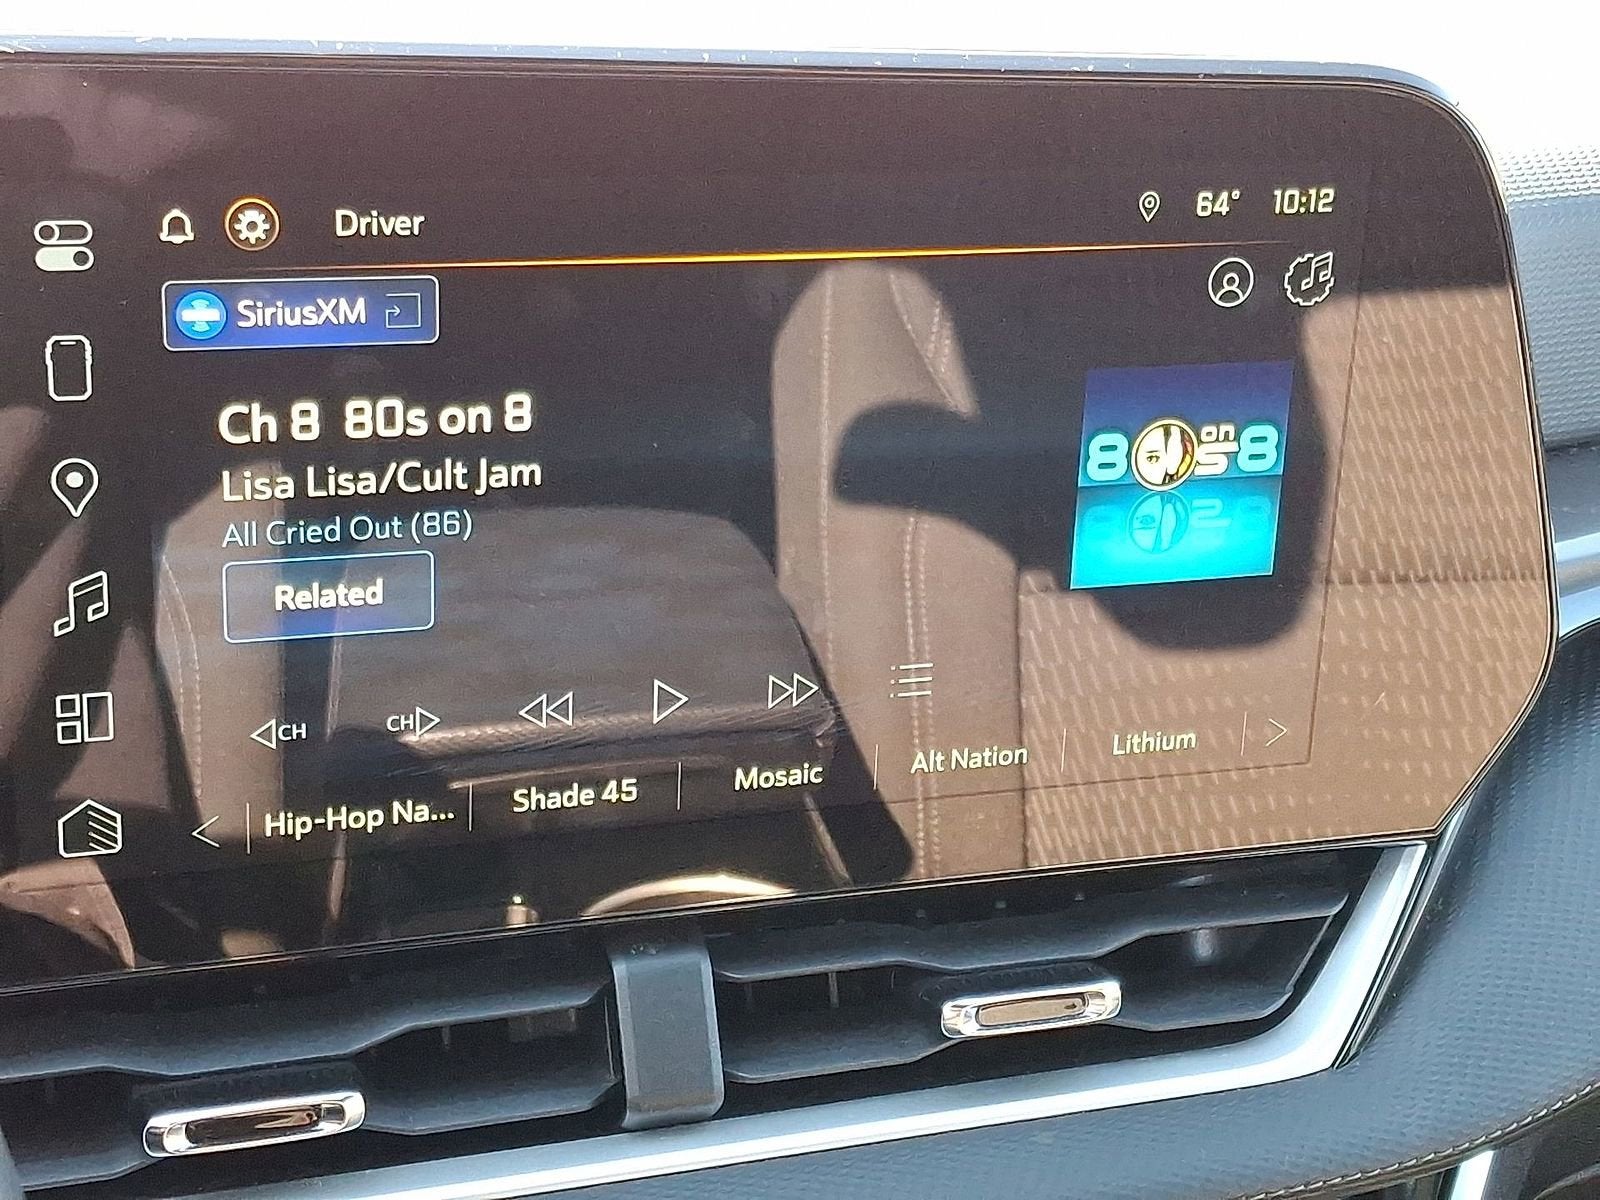 Driver
64° 10:12
SiriusXM
Ch 8 80s on 8
Lisa Lisa/Cult Jam
All Cried Out (86)
Related
80s on 8
CH CH
Hip-Hop Na... Shade 45 Mosaic Alt Nation Lithium